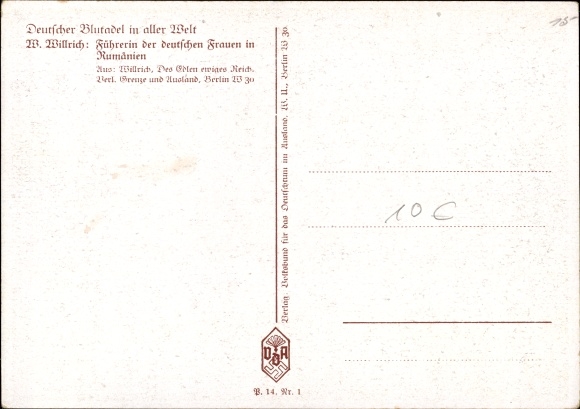 Deutscher Blutadel in aller Welt
W. Willrich: Führerin der deutschen Frauen in
Rumänien
Aus: Willrich, Des Edlen ewiges Reich.
Verl. Grenze und Ausland, Berlin W 30
Verlag: Volksbund für das Deutschtum im Ausland, W. U., Berlin W 30
15
10 €
VDA
P. 14. Nr. 1